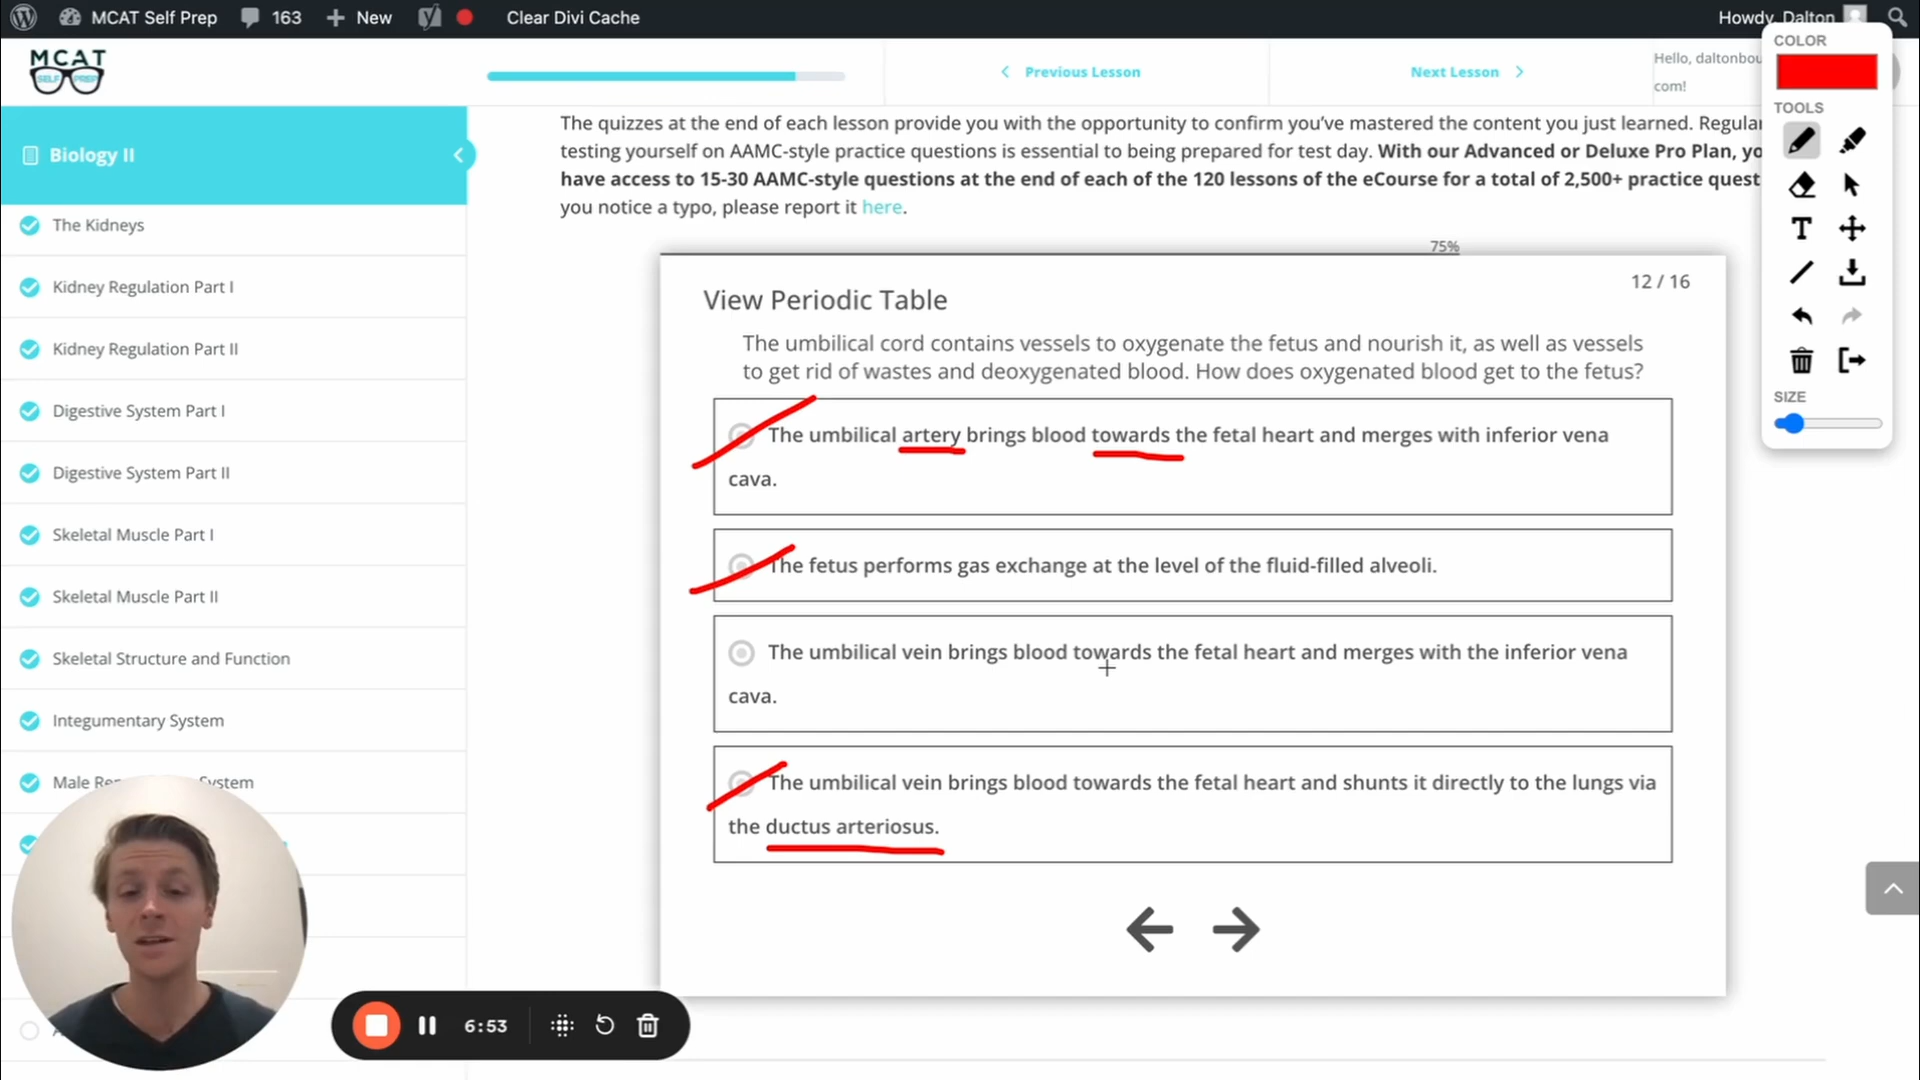 MCAT Self Prep 163 New Clear Divi Cache Howdy, Dalton
MCAT
SELF PREP
Previous Lesson
Next Lesson
Hello, daltonbou
com!
COLOR
TOOLS
SIZE
Biology II
The Kidneys
Kidney Regulation Part I
Kidney Regulation Part II
Digestive System Part I
Digestive System Part II
Skeletal Muscle Part I
Skeletal Muscle Part II
Skeletal Structure and Function
Integumentary System
Male Re System
The quizzes at the end of each lesson provide you with the opportunity to confirm you've mastered the content you just learned. Regular
testing yourself on AAMC-style practice questions is essential to being prepared for test day. With our Advanced or Deluxe Pro Plan, yo
have access to 15-30 AAMC-style questions at the end of each of the 120 lessons of the eCourse for a total of 2,500+ practice quest
you notice a typo, please report it here.
75%
12 / 16
View Periodic Table
The umbilical cord contains vessels to oxygenate the fetus and nourish it, as well as vessels
to get rid of wastes and deoxygenated blood. How does oxygenated blood get to the fetus?
The umbilical artery brings blood towards the fetal heart and merges with inferior vena
cava.
The fetus performs gas exchange at the level of the fluid-filled alveoli.
The umbilical vein brings blood towards the fetal heart and merges with the inferior vena
cava.
The umbilical vein brings blood towards the fetal heart and shunts it directly to the lungs via
the ductus arteriosus.
6:53